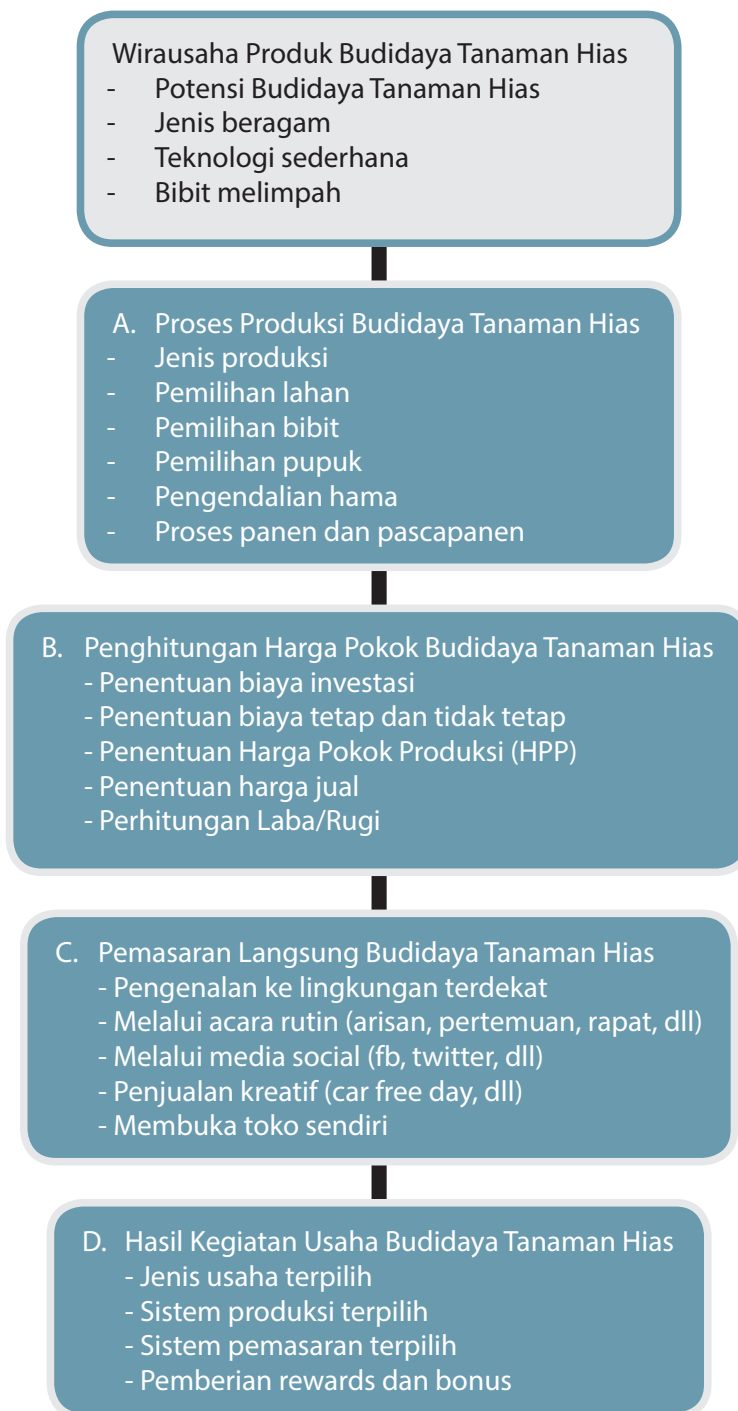 Wirausaha Produk Budidaya Tanaman Hias
- Potensi Budidaya Tanaman Hias
- Jenis beragam
- Teknologi sederhana
- Bibit melimpah
A. Proses Produksi Budidaya Tanaman Hias
- Jenis produksi
- Pemilihan lahan
- Pemilihan bibit
- Pemilihan pupuk
- Pengendalian hama
- Proses panen dan pascapanen
B. Penghitungan Harga Pokok Budidaya Tanaman Hias
- Penentuan biaya investasi
- Penentuan biaya tetap dan tidak tetap
- Penentuan Harga Pokok Produksi (HPP)
- Penentuan harga jual
- Perhitungan Laba/Rugi
C. Pemasaran Langsung Budidaya Tanaman Hias
- Pengenalan ke lingkungan terdekat
- Melalui acara rutin (arisan, pertemuan, rapat, dll)
- Melalui media social (fb, twitter, dll)
- Penjualan kreatif (car free day, dll)
- Membuka toko sendiri
D. Hasil Kegiatan Usaha Budidaya Tanaman Hias
- Jenis usaha terpilih
- Sistem produksi terpilih
- Sistem pemasaran terpilih
- Pemberian rewards dan bonus